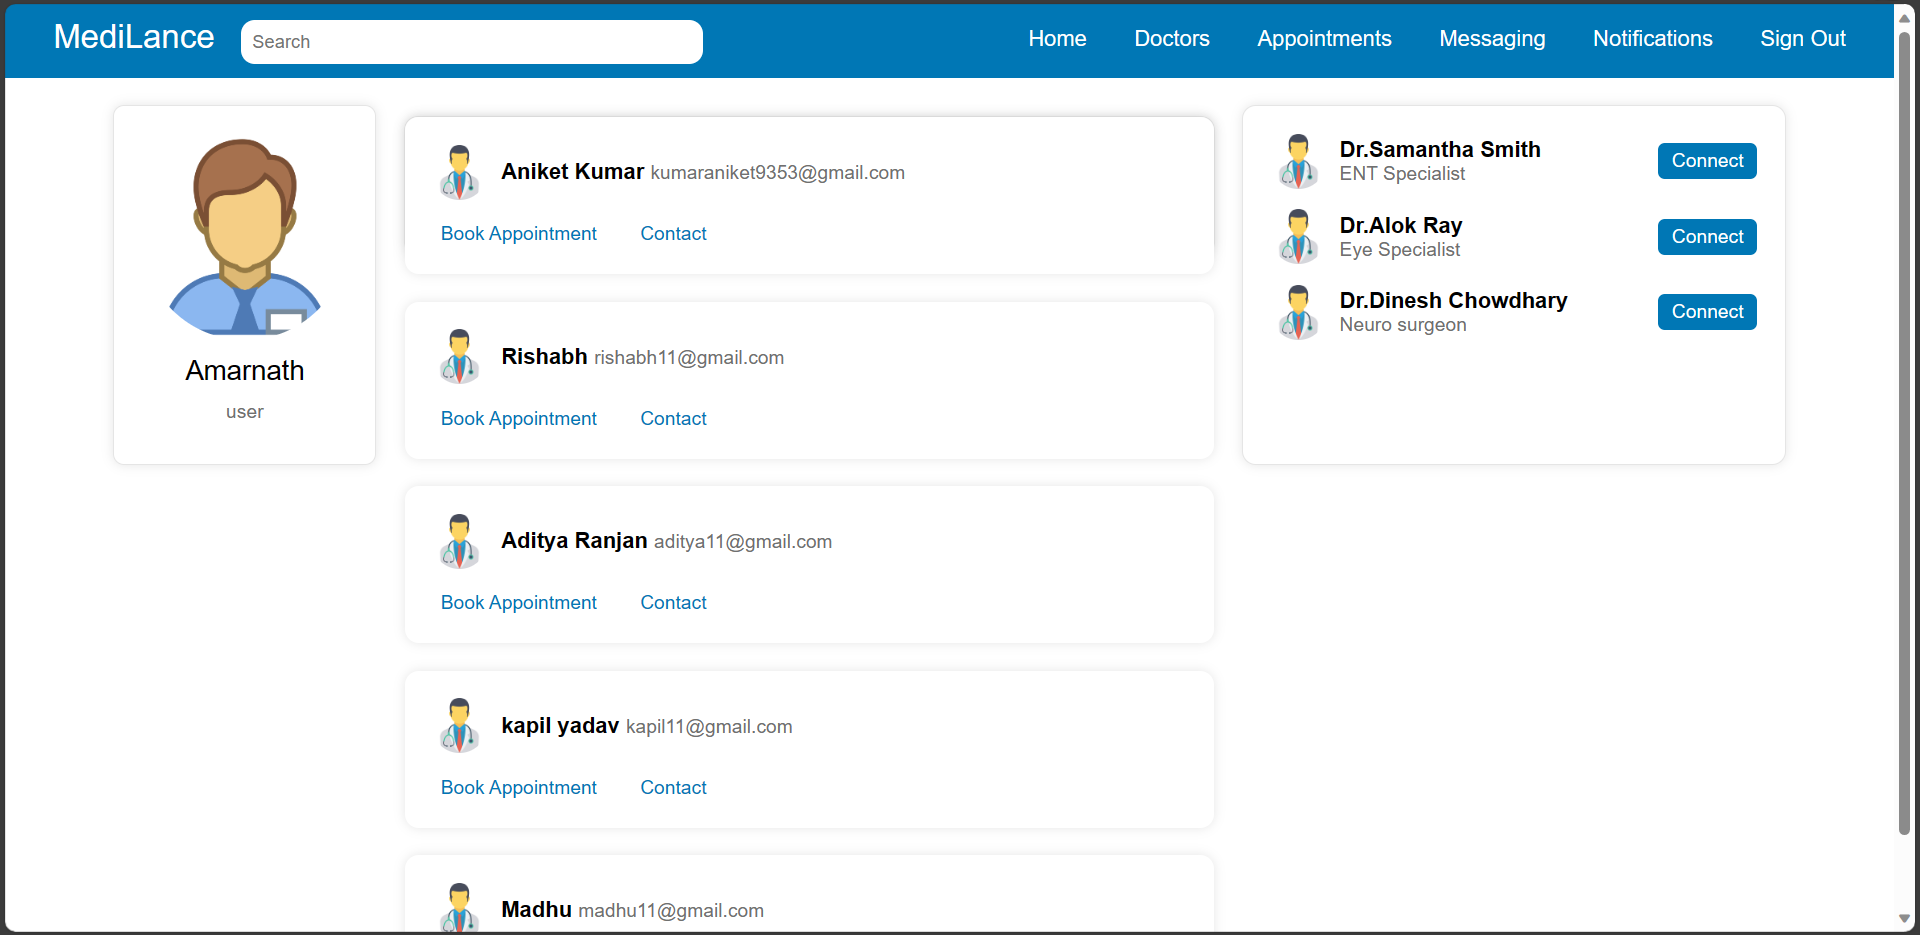 MediLance
Search
Home Doctors Appointments Messaging Notifications Sign Out
Amarnath
user
Aniket Kumar kumaraniket9353@gmail.com
Book Appointment Contact
Rishabh rishabh11@gmail.com
Book Appointment Contact
Aditya Ranjan aditya11@gmail.com
Book Appointment Contact
kapil yadav kapil11@gmail.com
Book Appointment Contact
Madhu madhu11@gmail.com
Dr.Samantha Smith
ENT Specialist
Connect
Dr.Alok Ray
Eye Specialist
Connect
Dr.Dinesh Chowdhary
Neuro surgeon
Connect